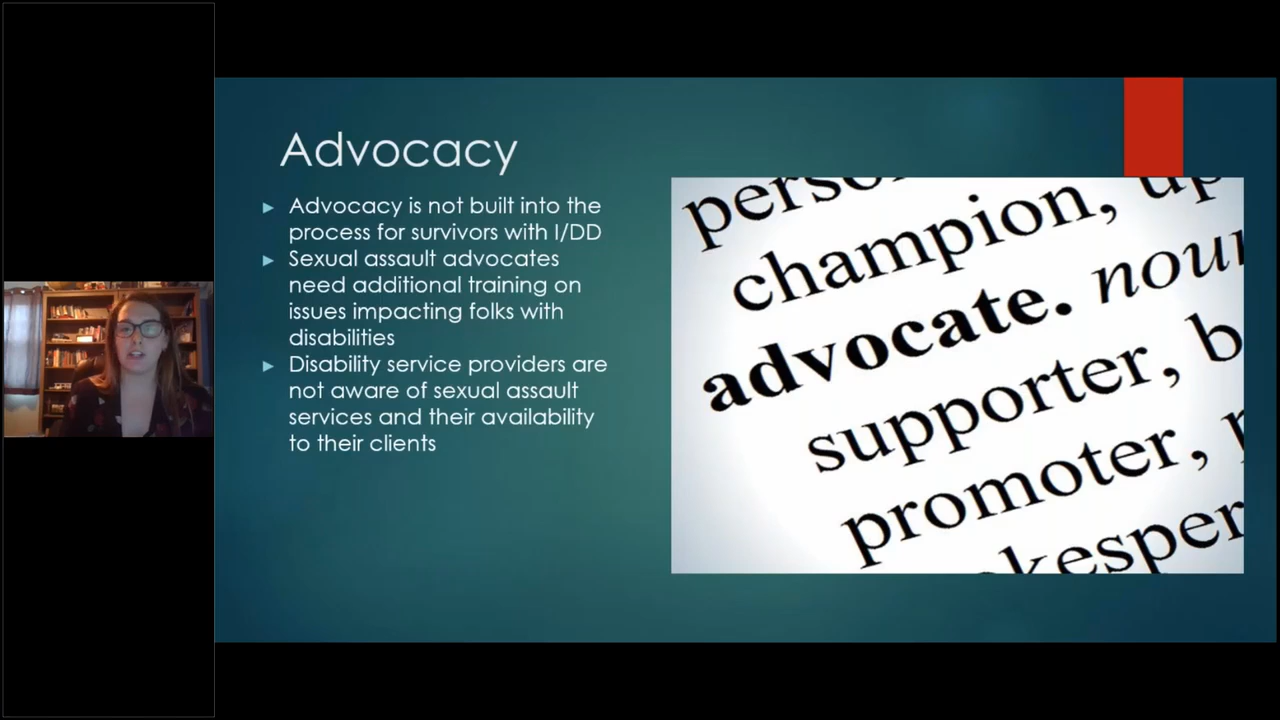 Advocacy
Advocacy is not built into the
process for survivors with I/DD
Sexual assault advocates
need additional training on
issues impacting folks with
disabilities
Disability service providers are
not aware of sexual assault
services and their availability
to their clients
champion,
advocate. noun
supporter,
promoter,